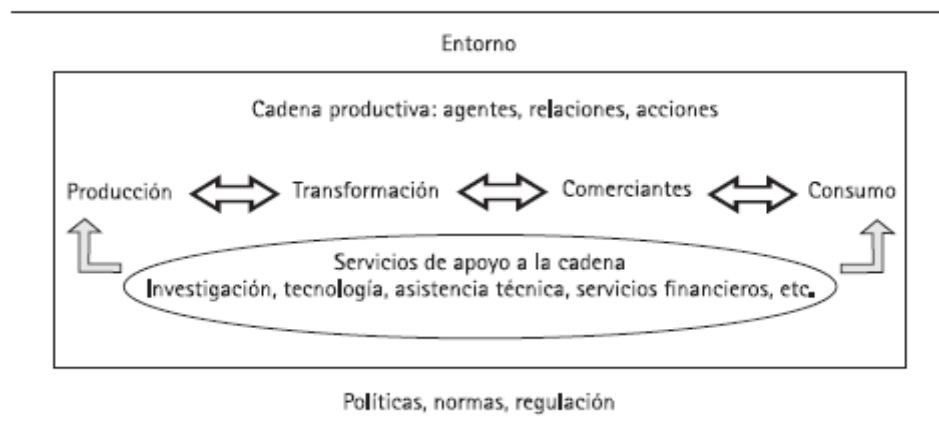 Entorno
Cadena productiva: agentes, relaciones, acciones
Producción Transformación Comerciantes Consumo
Servicios de apoyo a la cadena
Investigación, tecnología, asistencia técnica, servicios financieros, etc.
Políticas, normas, regulación